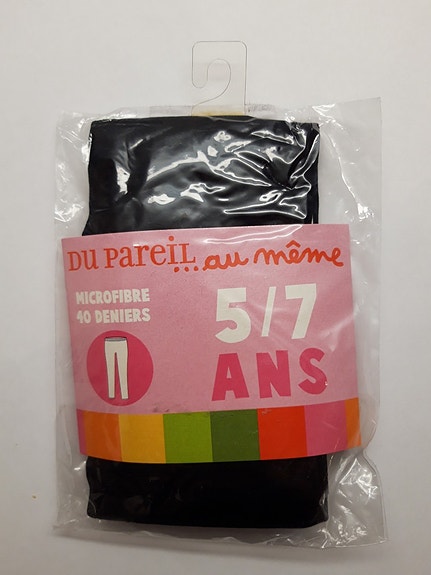 DU PAREIL...au même
MICROFIBRE
40 DENIERS
5/7
ANS